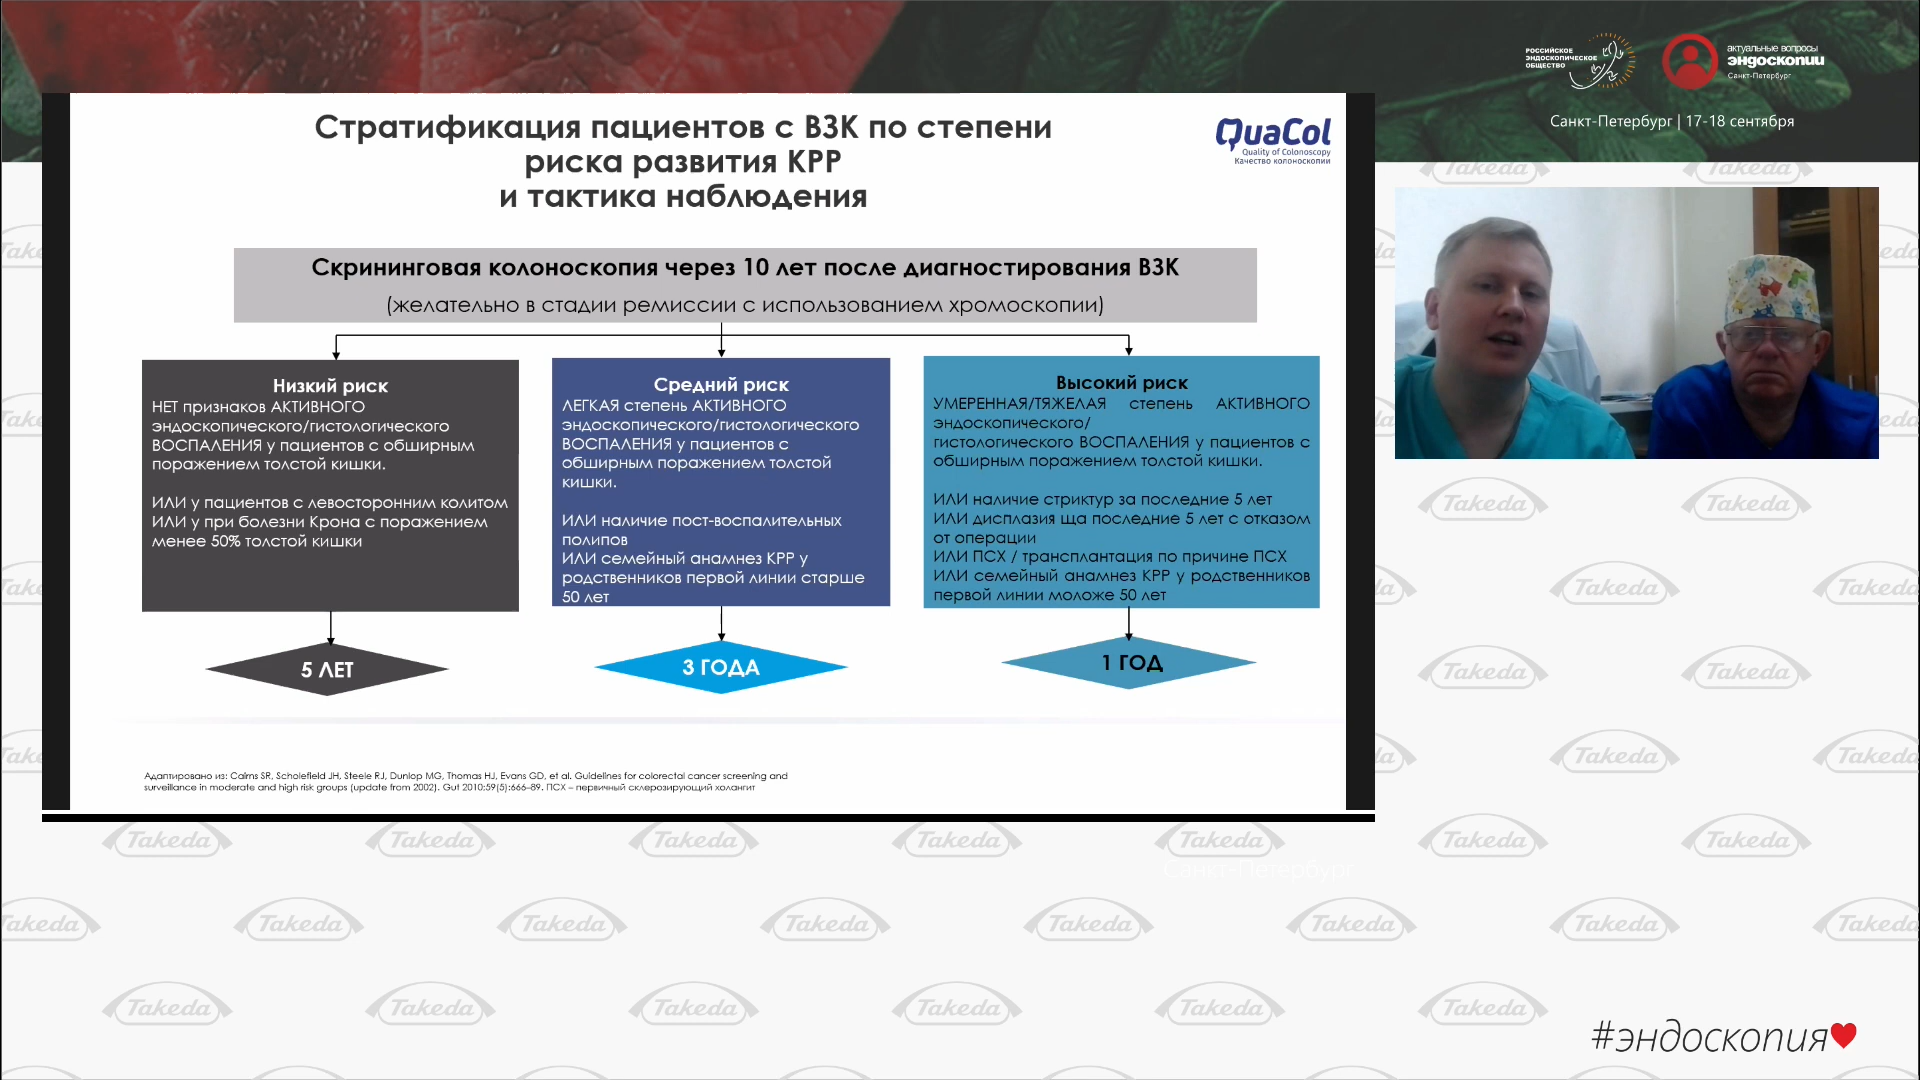 РОССИЙСКОЕ
ЭНДОСКОПИЧЕСКОЕ
ОБЩЕСТВО
актуальные вопросы
эндоскопии
Санкт-Петербург
Санкт-Петербург | 17-18 сентября
Стратификация пациентов с ВЗК по степени
риска развития КРР
и тактика наблюдения
QuaCol
Quality of Colonoscopy
Качество колоноскопии
Скрининговая колоноскопия через 10 лет после диагностирования ВЗК
(желательно в стадии ремиссии с использованием хромоскопии)
Низкий риск
НЕТ признаков АКТИВНОГО
эндоскопического/гистологического
ВОСПАЛЕНИЯ у пациентов с обширным
поражением толстой кишки.
ИЛИ у пациентов с левосторонним колитом
ИЛИ у при болезни Крона с поражением
менее 50% толстой кишки
5 ЛЕТ
Средний риск
ЛЕГКАЯ степень АКТИВНОГО
эндоскопического/гистологического
ВОСПАЛЕНИЯ у пациентов с
обширным поражением толстой
кишки.
ИЛИ наличие пост-воспалительных
полипов
ИЛИ семейный анамнез КРР у
родственников первой линии старше
50 лет
3 ГОДА
Высокий риск
УМЕРЕННАЯ/ТЯЖЕЛАЯ степень АКТИВНОГО
эндоскопического/
гистологического ВОСПАЛЕНИЯ у пациентов с
обширным поражением толстой кишки.
ИЛИ наличие стриктур за последние 5 лет
ИЛИ дисплазия ща последние 5 лет с отказом
от операции
ИЛИ ПСХ / трансплантация по причине ПСХ
ИЛИ семейный анамнез КРР у родственников
первой линии моложе 50 лет
1 ГОД
Адаптировано из: Cairns SR, Scholefield JH, Steele RJ, Dunlop MG, Thomas HJ, Evans GD, et al. Guidelines for colorectal cancer screening and
surveillance in moderate and high risk groups (update from 2002). Gut 2010;59(5):666–89. ПСХ – первичный склерозирующий холангит
Takeda
Санкт-Петербург
#эндоскопия